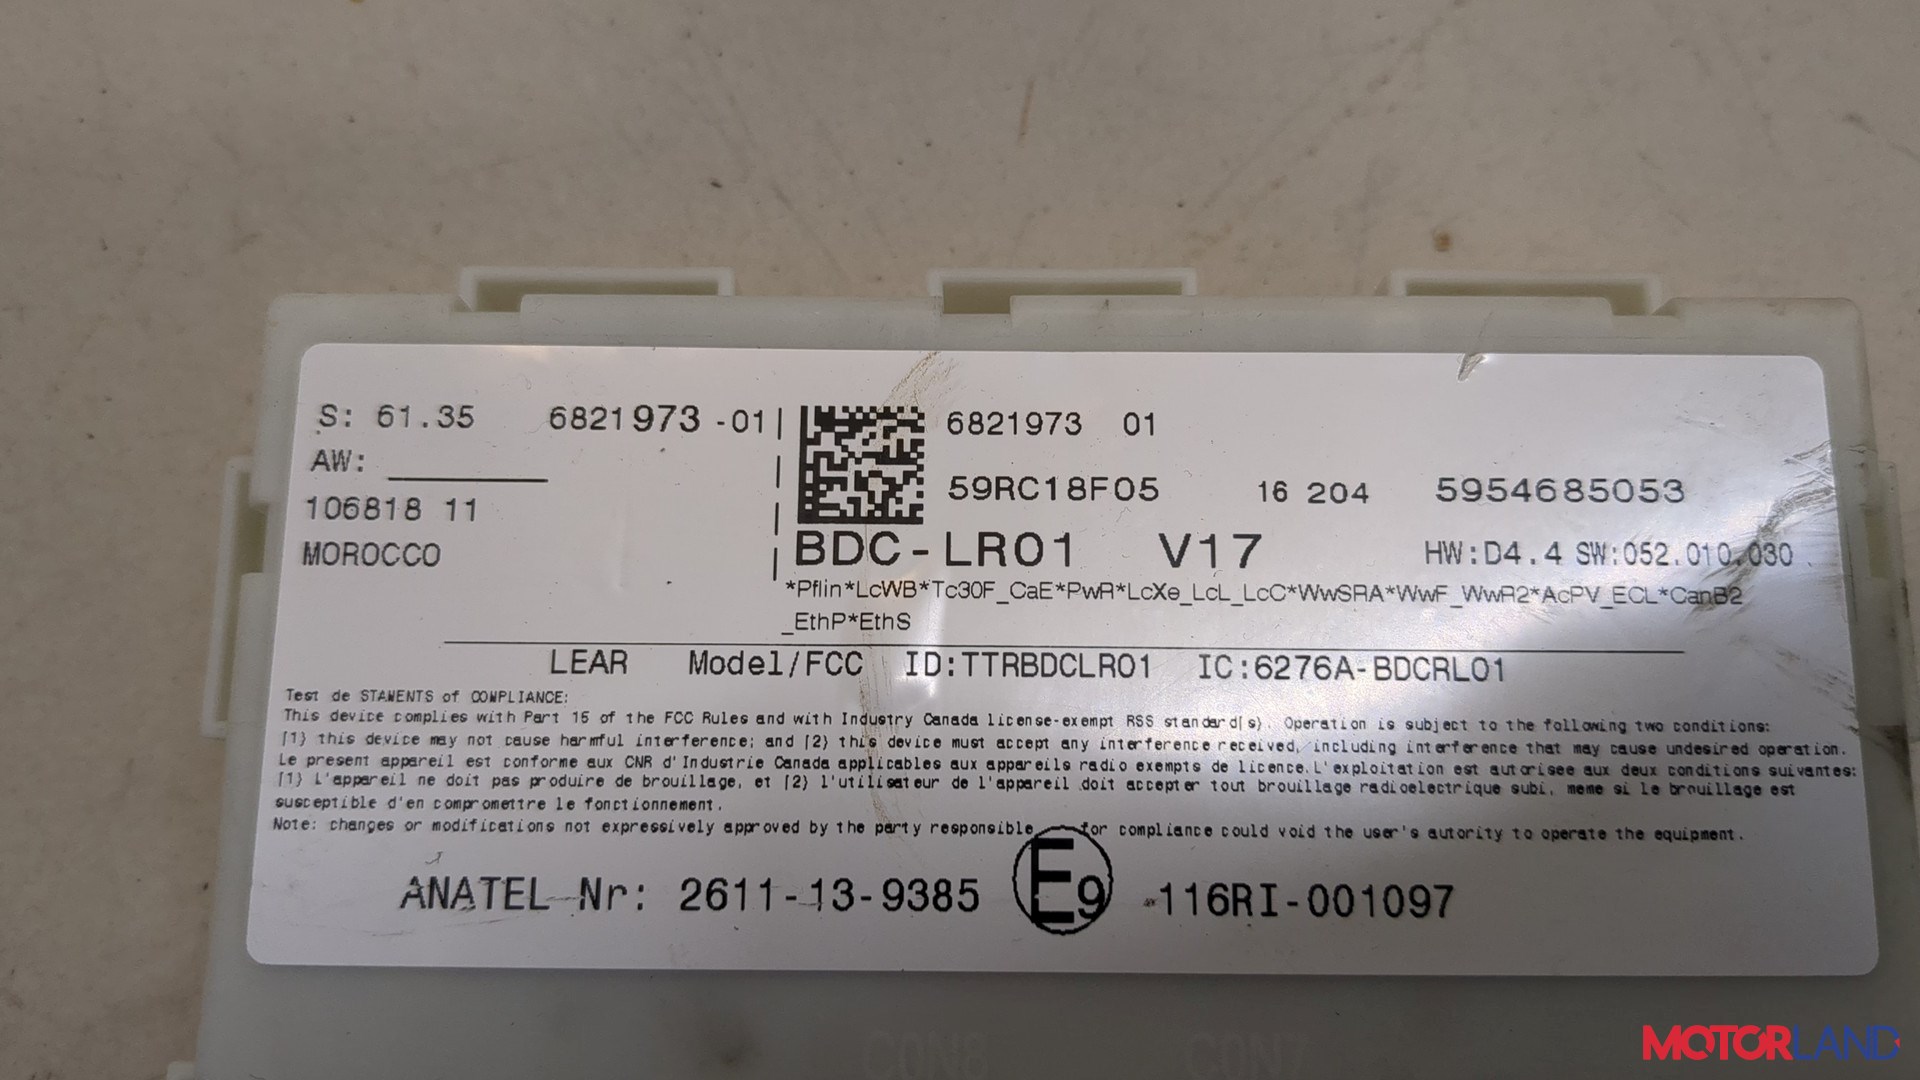 S: 61.35 6821973 -01
AW:
106818 11
MOROCCO
6821973 01
59RC18F05 16 204 5954685053
BDC-LR01 V17 HW:D4.4 SW:052.010.030
*Pflin*LcWB*Tc30F_CaE*PwR*LcXe_LcL_LcC*WwSRA*WwF_WwR2*AcPV_ECL*CanB2
_EthP*EthS
LEAR Model/FCC ID:TTRBDCLR01 IC:6276A-BDCRL01
Test de STAMENTS of COMPLIANCE:
This device complies with Part 15 of the FCC Rules and with Industry Canada license-exempt RSS standard(s). Operation is subject to the following two conditions:
(1) this device may not cause harmful interference; and (2) this device must accept any interference received, including interference that may cause undesired operation.
Le present appareil est conforme aux CNR d'Industrie Canada applicables aux appareils radio exempts de licence.L'exploitation est autorisee aux deux conditions suivantes:
(1) L'appareil ne doit pas produire de brouillage, et (2) l'utilisateur de l'appareil doit accepter tout brouillage radioelectrique subi, meme si le brouillage est
susceptible d'en compromettre le fonctionnement.
Note: changes or modifications not expressively approved by the party responsible for compliance could void the user's autority to operate the equipment.
ANATEL Nr: 2611-13-9385 E9 116RI-001097
CON6
MOTORLAND